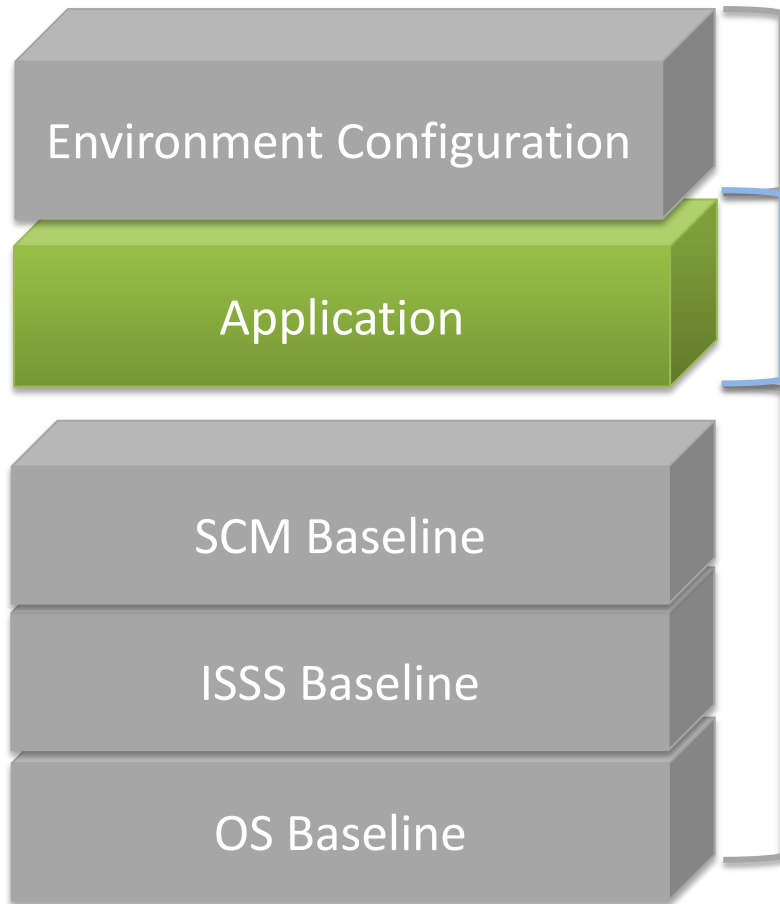 Environment Configuration
Application
SCM Baseline
ISSS Baseline
OS Baseline